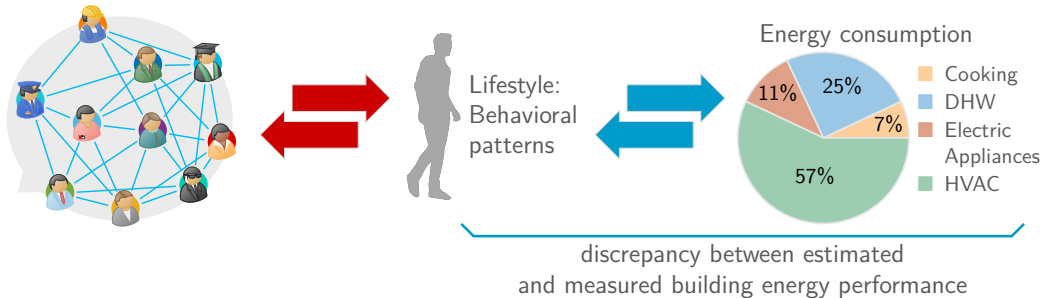 Lifestyle:
Behavioral
patterns
Energy consumption
11%
25%
7%
57%
Cooking
DHW
Electric
Appliances
HVAC
discrepancy between estimated
and measured building energy performance